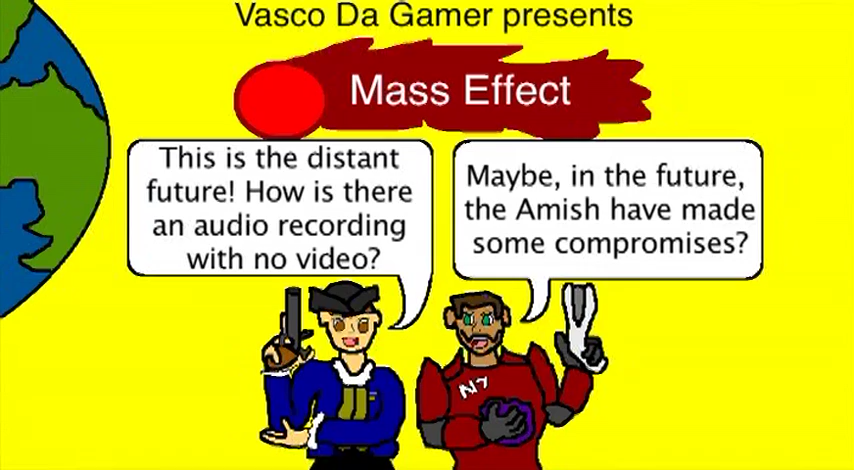 Vasco Da Gamer presents
Mass Effect
This is the distant
future! How is there
an audio recording
with no video?
Maybe, in the future,
the Amish have made
some compromises?
N7